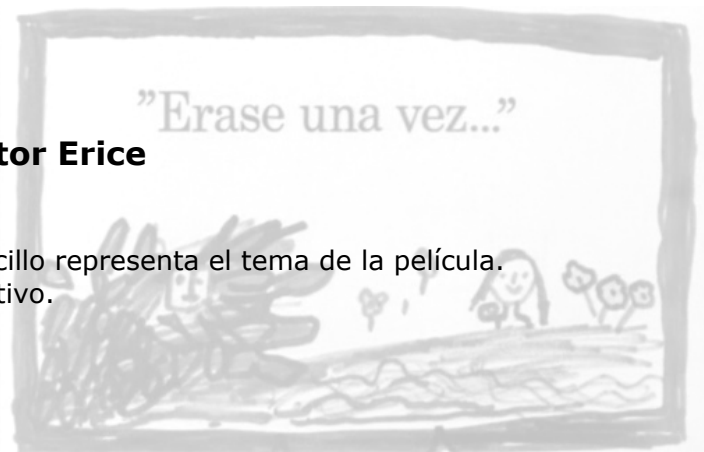 ”Erase una vez...”
tor Erice
cillo representa el tema de la película.
tivo.